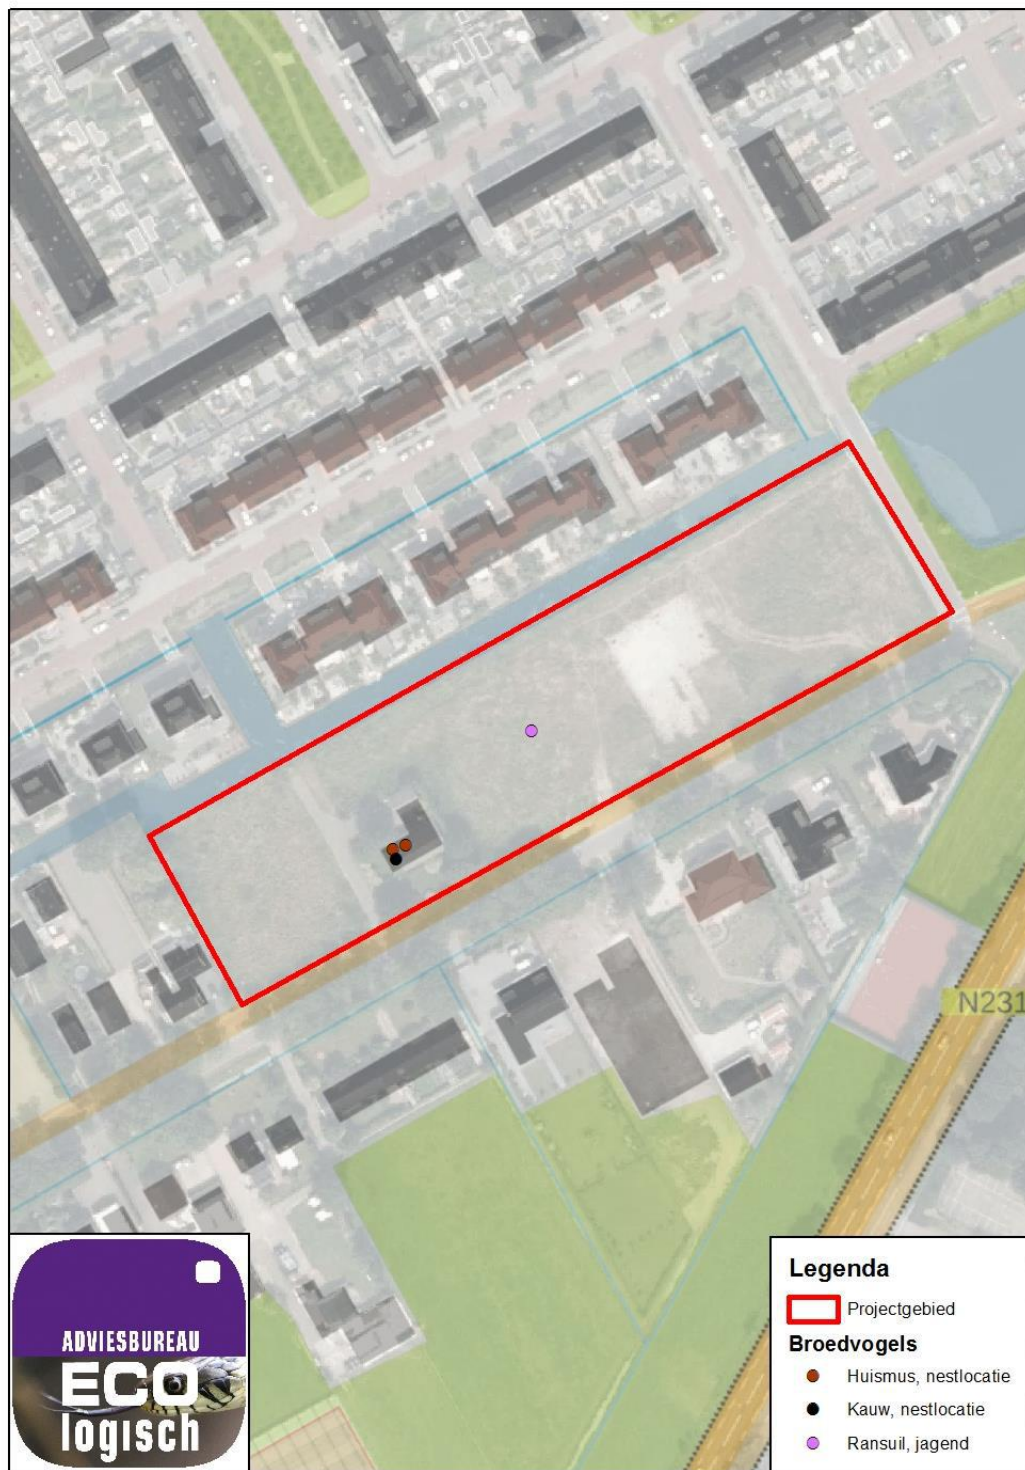 N231
ADVIESBUREAU
ECO
logisch
Legenda
Projectgebied
Broedvogels
Huismus, nestlocatie
Kauw, nestlocatie
Ransuil, jagend